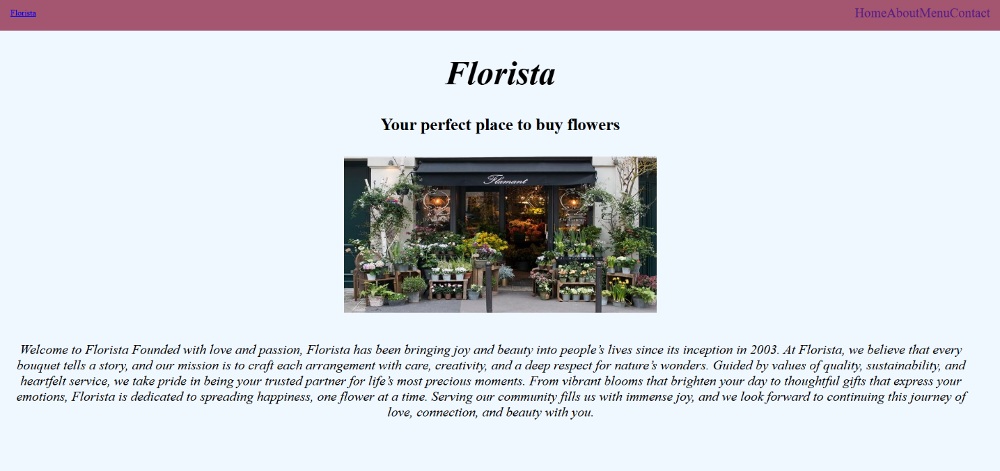 Florista
HomeAboutMenuContact
Florista
Your perfect place to buy flowers
Flamant
Oz Garden
Oz Garden
Welcome to Florista Founded with love and passion, Florista has been bringing joy and beauty into people’s lives since its inception in 2003. At Florista, we believe that every
bouquet tells a story, and our mission is to craft each arrangement with care, creativity, and a deep respect for nature’s wonders. Guided by values of quality, sustainability, and
heartfelt service, we take pride in being your trusted partner for life’s most precious moments. From vibrant blooms that brighten your day to thoughtful gifts that express your
emotions, Florista is dedicated to spreading happiness, one flower at a time. Serving our community fills us with immense joy, and we look forward to continuing this journey of
love, connection, and beauty with you.